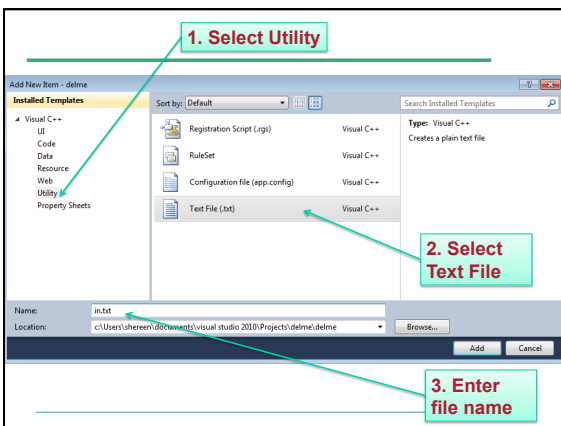 1. Select Utility
Add New Item - delme
Installed Templates
Sort by: Default
Search Installed Templates
Visual C++
UI
Code
Data
Resource
Web
Utility
Property Sheets
Registration Script (.rgs) Visual C++
RuleSet Visual C++
Configuration file (app.config) Visual C++
Text File (.txt) Visual C++
Type: Visual C++
Creates a plain text file
2. Select
Text File
Name: in.txt
Location: c:\Users\shereen\documents\visual studio 2010\Projects\delme\delme
Browse...
Add Cancel
3. Enter
file name